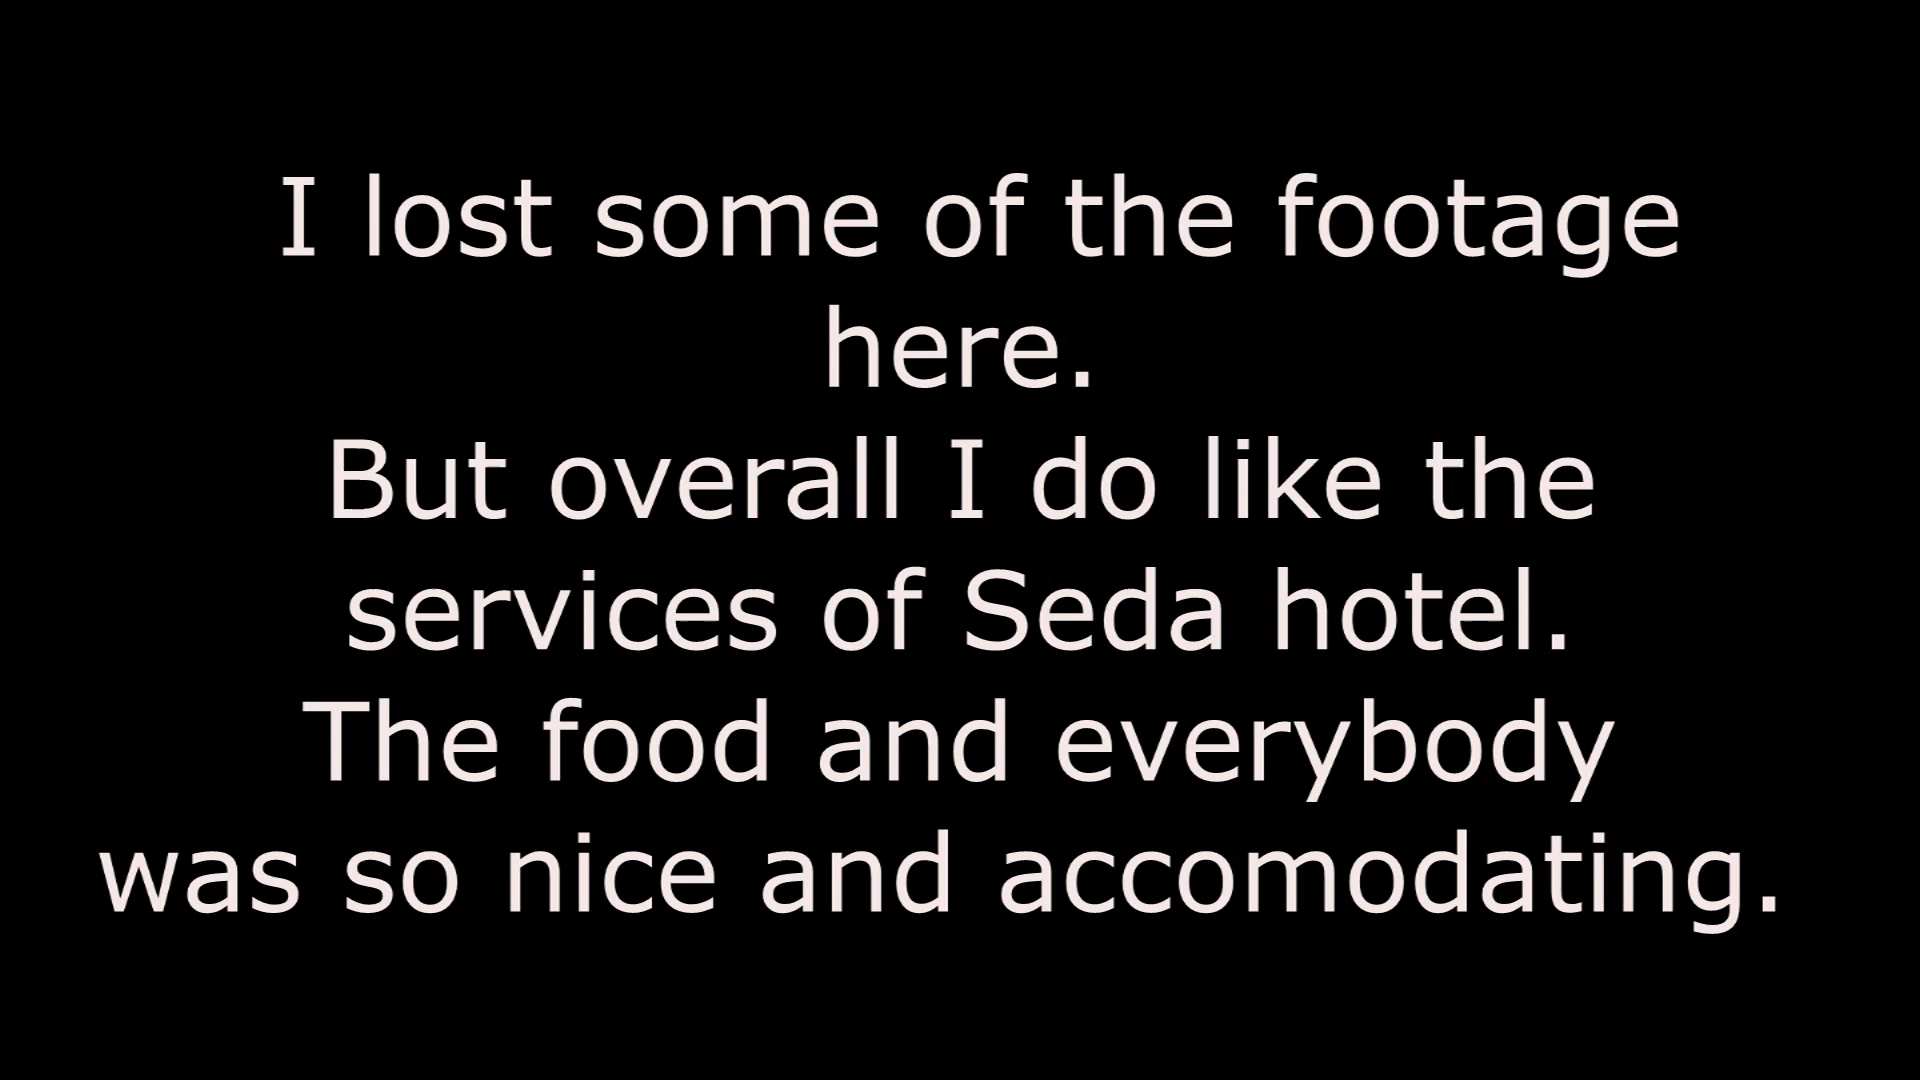 I lost some of the footage
here.
But overall I do like the
services of Seda hotel.
The food and everybody
was so nice and accomodating.